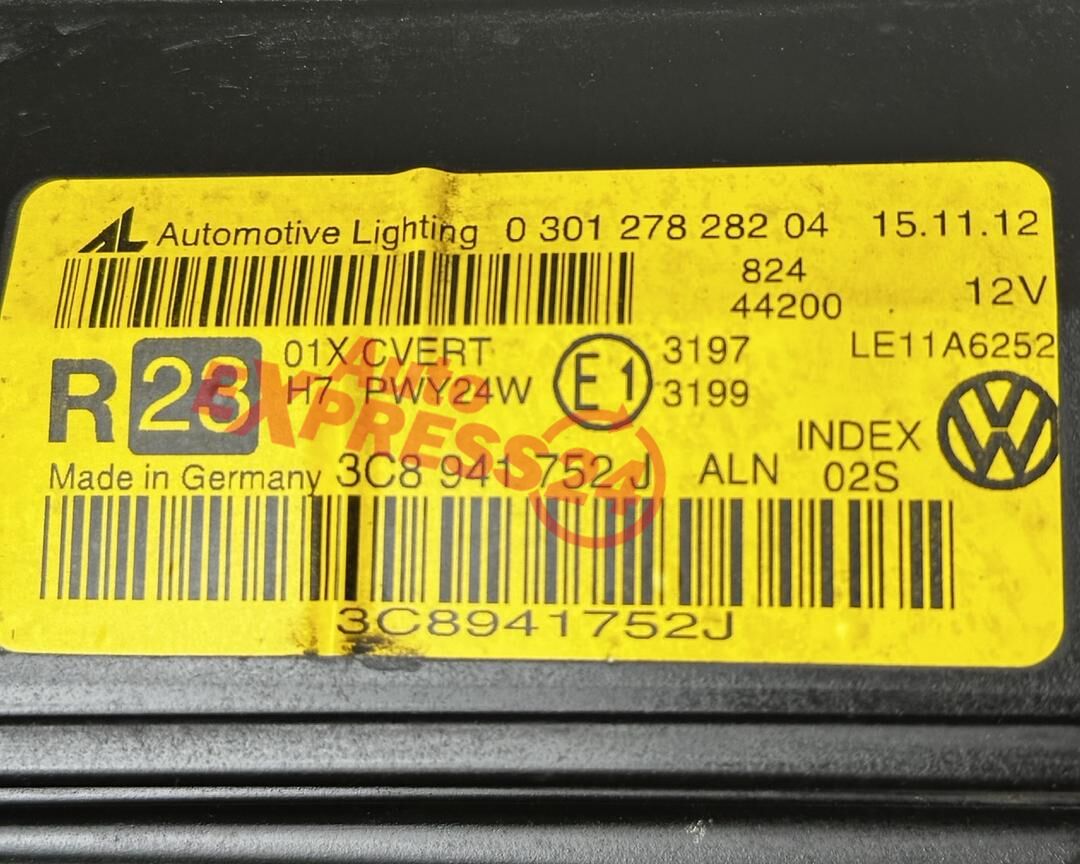 AL Automotive Lighting 0 301 278 282 04 15.11.12
824
44200 12V
R 23 01X CVERT E1 3197 LE11A6252
H7 PWY24W 3199
Auto
EXPRESS24
INDEX
Made in Germany 3C8 941 752 J ALN 02S
3C8941752J